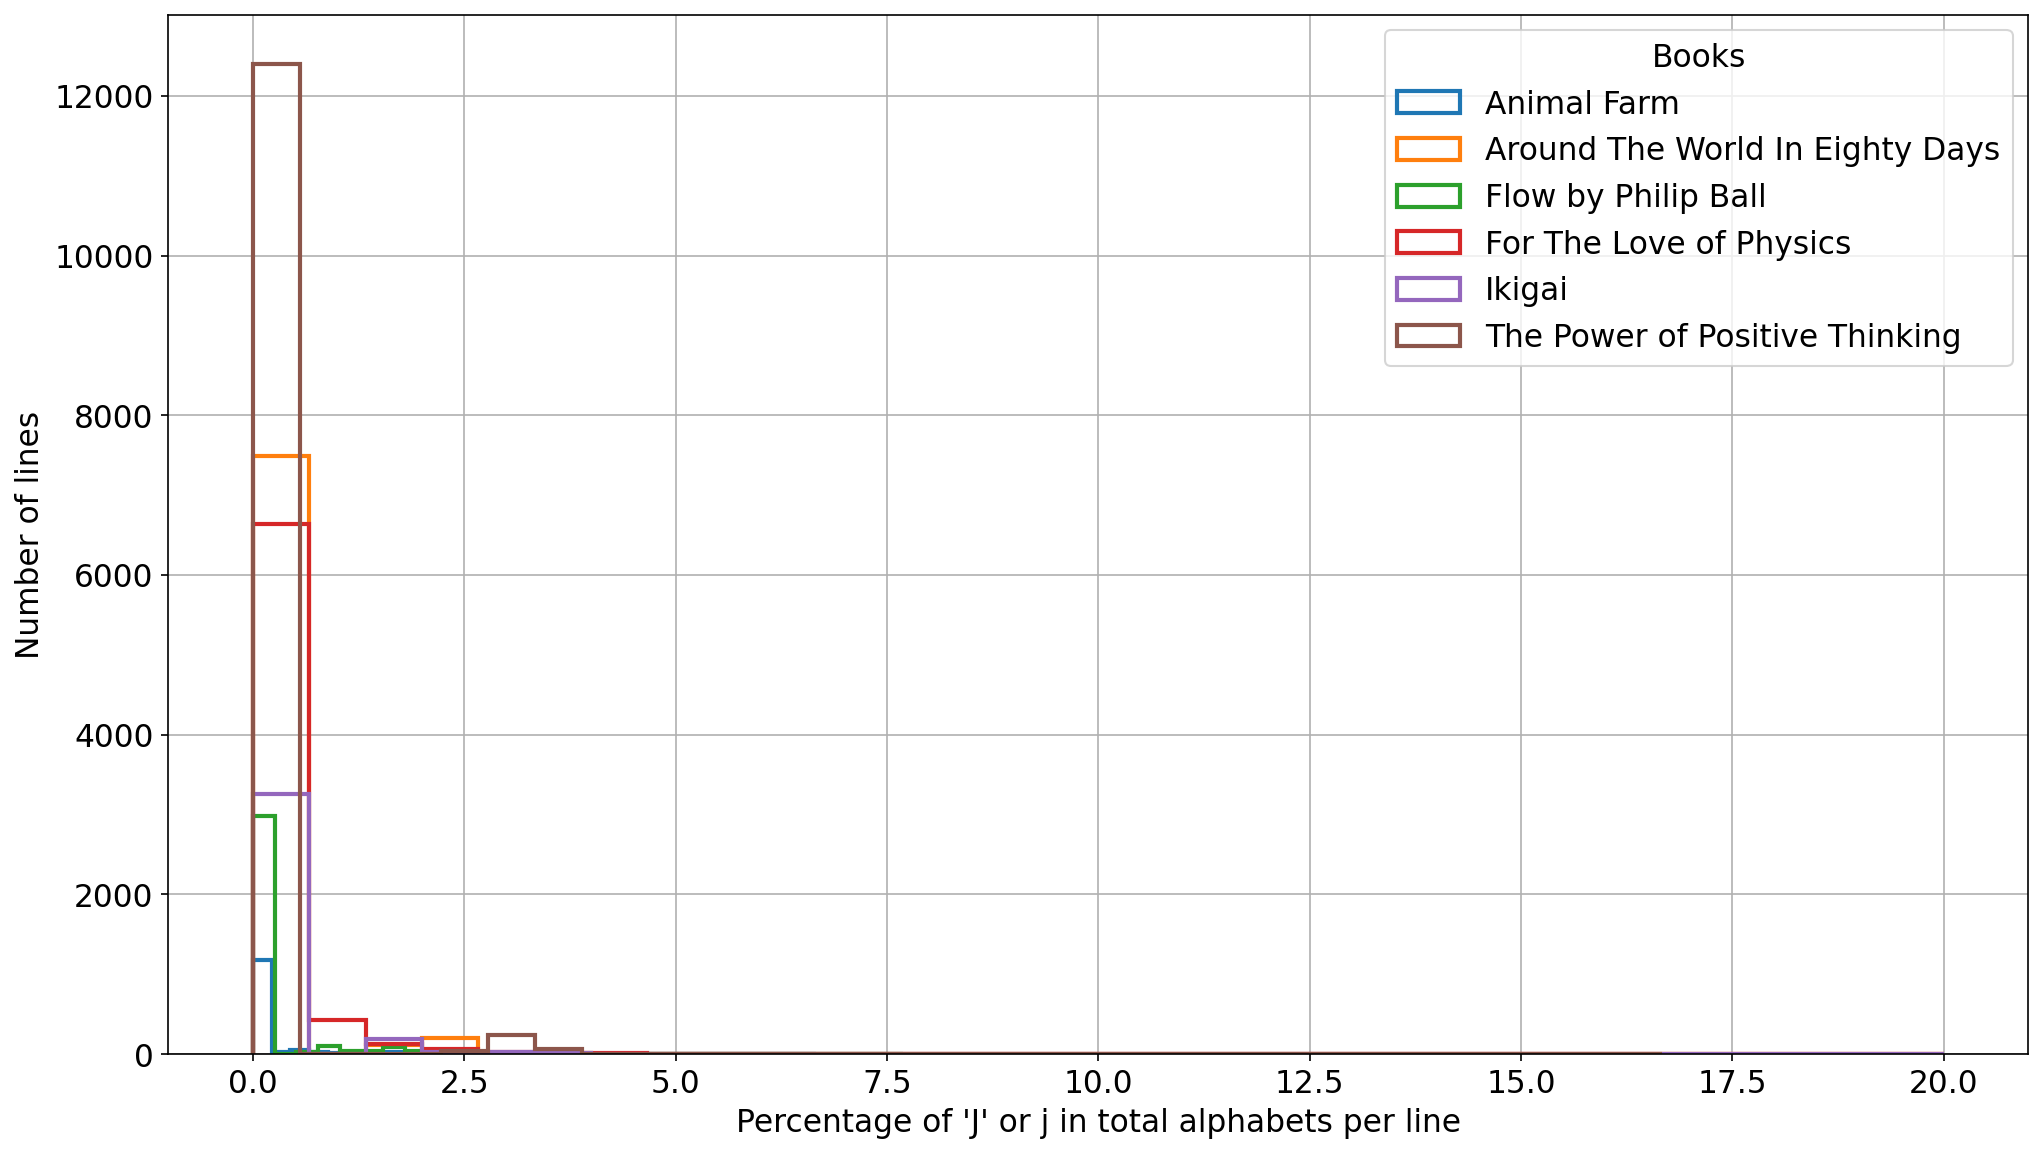 Books
Animal Farm
Around The World In Eighty Days
Flow by Philip Ball
For The Love of Physics
Ikigai
The Power of Positive Thinking
Number of lines
12000
10000
8000
6000
4000
2000
0
0.0 2.5 5.0 7.5 10.0 12.5 15.0 17.5 20.0
Percentage of 'J' or j in total alphabets per line